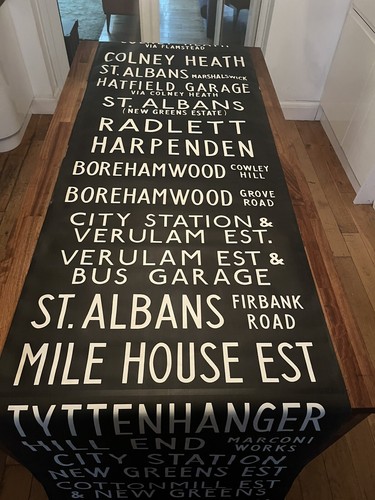 VIA FLAMSTEAD
COLNEY HEATH
ST. ALBANS MARSHALSWICK
HATFIELD GARAGE
VIA COLNEY HEATH
ST. ALBANS
(NEW GREENS ESTATE)
RADLETT
HARPENDEN
BOREHAMWOOD COWLEY HILL
BOREHAMWOOD GROVE ROAD
CITY STATION &
VERULAM EST.
VERULAM EST &
BUS GARAGE
ST. ALBANS FIRBANK ROAD
MILE HOUSE EST
TYTTENHANGER
HILL END MARCONI WORKS
CITY STATION
NEW GREENS EST
COTTONMILL EST
& NEW GREENS